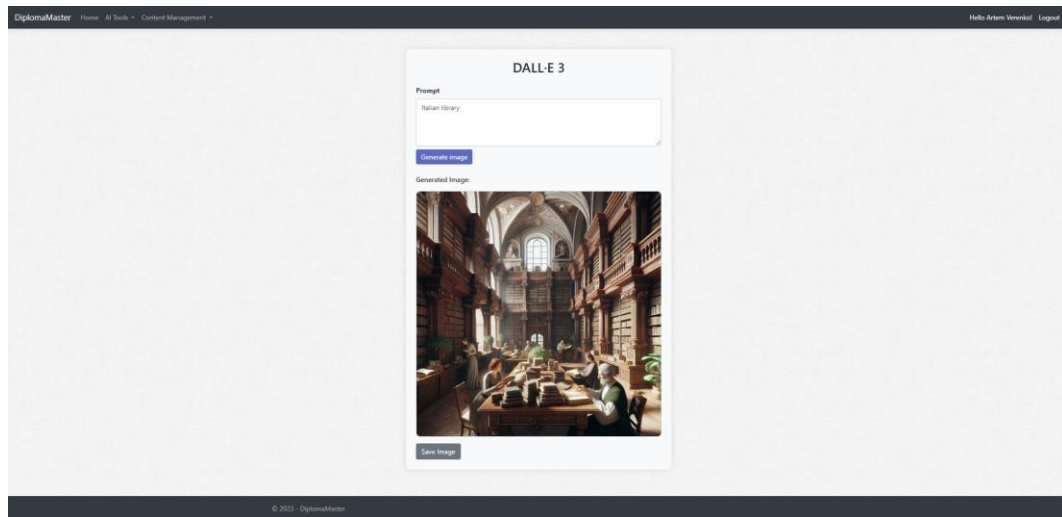 DiplomaMaster Home AI Tools Content Management Hello Artem Verenko! Logout
DALL·E 3
Prompt
Italian library
Generate image
Generated Image:
Save Image
© 2023 - DiplomaMaster